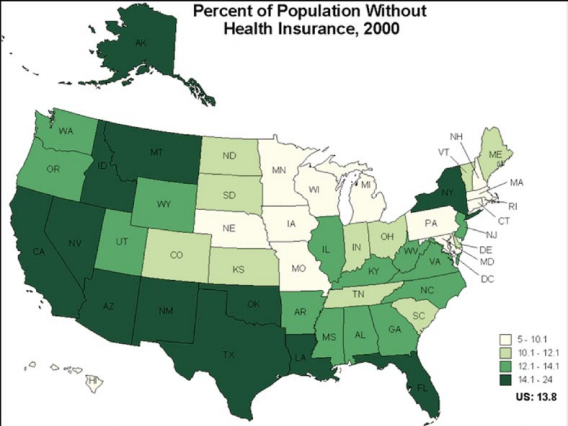 Percent of Population Without
Health Insurance, 2000
AK
WA
OR
ID
MT
ND
MN
WI
MI
NH
VT
ME
MA
RI
CT
NY
NJ
PA
DE
MD
DC
SD
WY
NE
IA
IL
IN
OH
CA
NV
UT
CO
KS
MO
KY
WV
VA
NC
TN
SC
AZ
NM
OK
AR
MS
AL
GA
TX
LA
FL
HI
5 - 10.1
10.1 - 12.1
12.1 - 14.1
14.1 - 24
US: 13.8